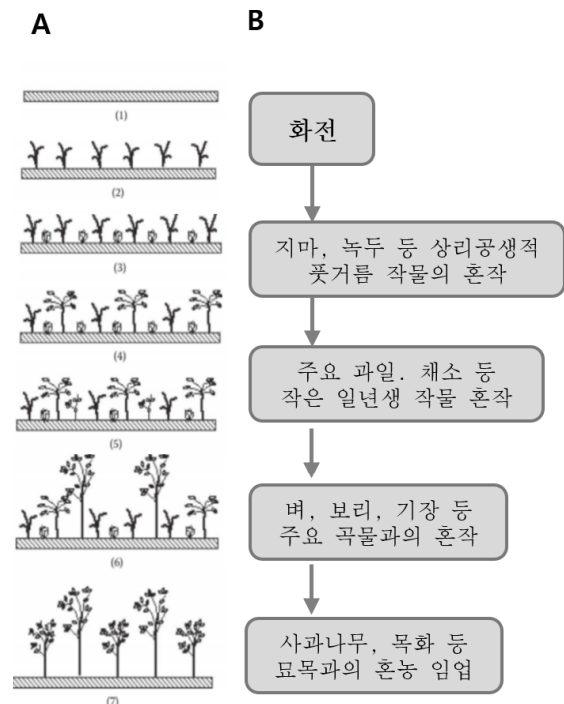 A
B
(1)
(2)
(3)
(4)
(5)
(6)
(7)
화전
지마, 녹두 등 상리공생적
풋거름 작물의 혼작
주요 과일. 채소 등
작은 일년생 작물 혼작
벼, 보리, 기장 등
주요 곡물과의 혼작
사과나무, 목화 등
묘목과의 혼농 임업